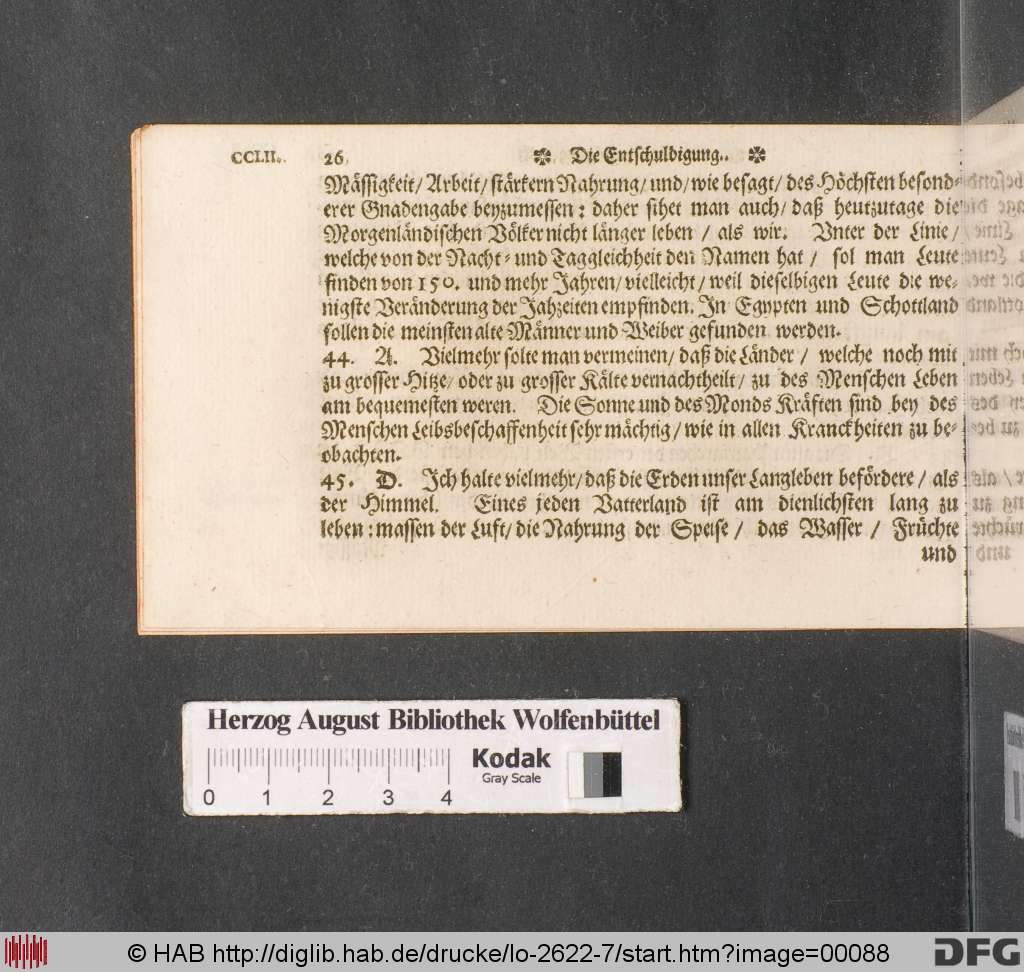 CCLII. 26. ✽ Die Entschuldigung. ✽
Mässigkeit/ Arbeit/ stärkern Nahrung/ und/ wie besagt/ des Höchsten besond-
erer Gnadengabe beyzumessen: daher sihet man auch/ daß heutzutage die
Morgenländischen Völker nicht länger leben / als wir. Unter der Linie/
welche von der Nacht- und Taggleichheit den Namen hat / sol man Leute
finden von 150. und mehr Jahren/ vielleicht/ weil dieselbigen Leute die we-
nigste Veränderung der Jahzeiten empfinden. In Egypten und Schottland
sollen die meinsten alte Männer und Weiber gefunden werden.
44. A. Vielmehr solte man vermeinen/ daß die Länder / welche noch mit
zu grosser Hitze/ oder zu grosser Kälte vernachtheilt/ zu des Menschen Leben
am bequemesten weren. Die Sonne und des Monds Kräften sind bey des
Menschen Leibsbeschaffenheit sehr mächtig/ wie in allen Kranckheiten zu be-
obachten.
45. D. Ich halte vielmehr/ daß die Erden unser Langleben befördere / als
der Himmel. Eines jeden Vatterland ist am dienlichsten lang zu
leben: massen der Luft/ die Nahrung der Speise / das Wasser / Früchte
und
Herzog August Bibliothek Wolfenbüttel
Kodak
Gray Scale
0 1 2 3 4
© HAB http://diglib.hab.de/drucke/lo-2622-7/start.htm?image=00088
DFG